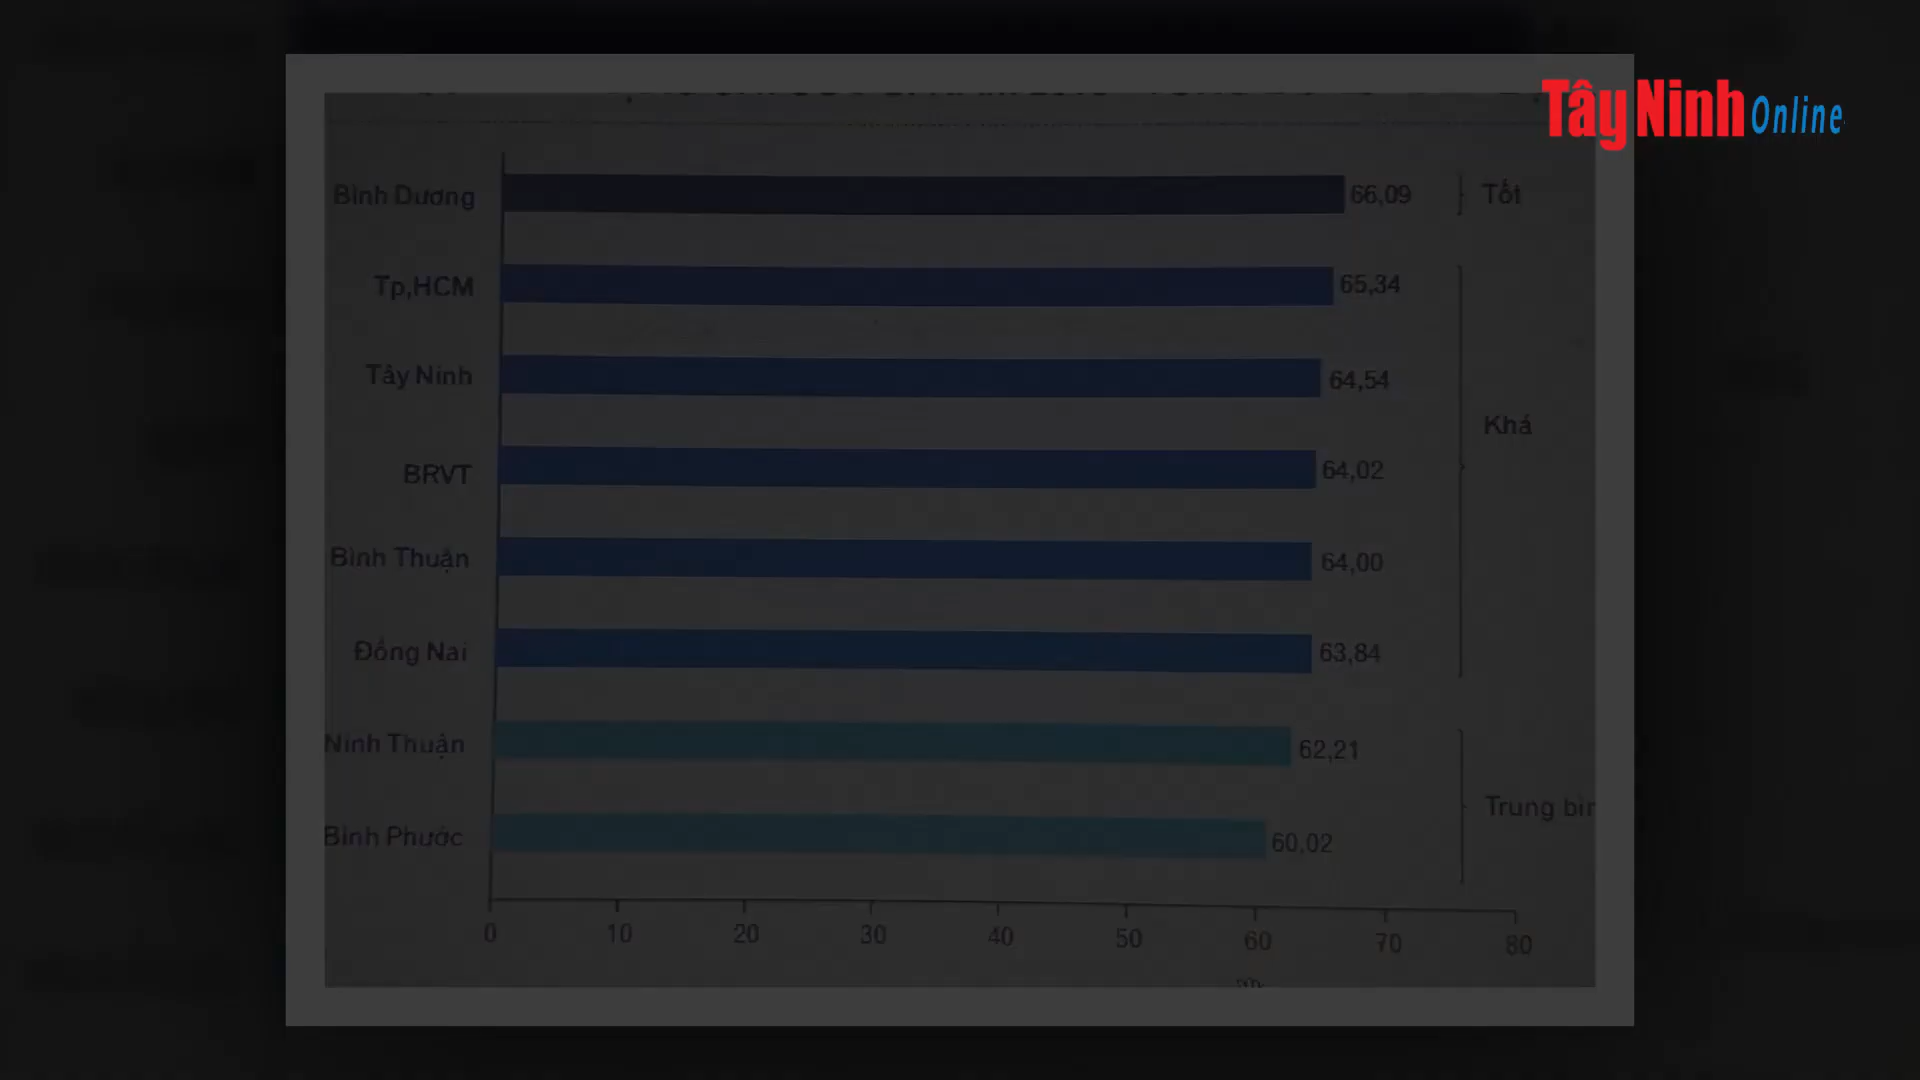 Tây Ninh Online
Bình Dương 66,09 Tốt
Tp,HCM 65,34
Tây Ninh 64,54
Khá
BRVT 64,02
Bình Thuận 64,00
Đồng Nai 63,84
Ninh Thuận 62,21
Trung bìn
Bình Phước 60,02
0 10 20 30 40 50 60 70 80